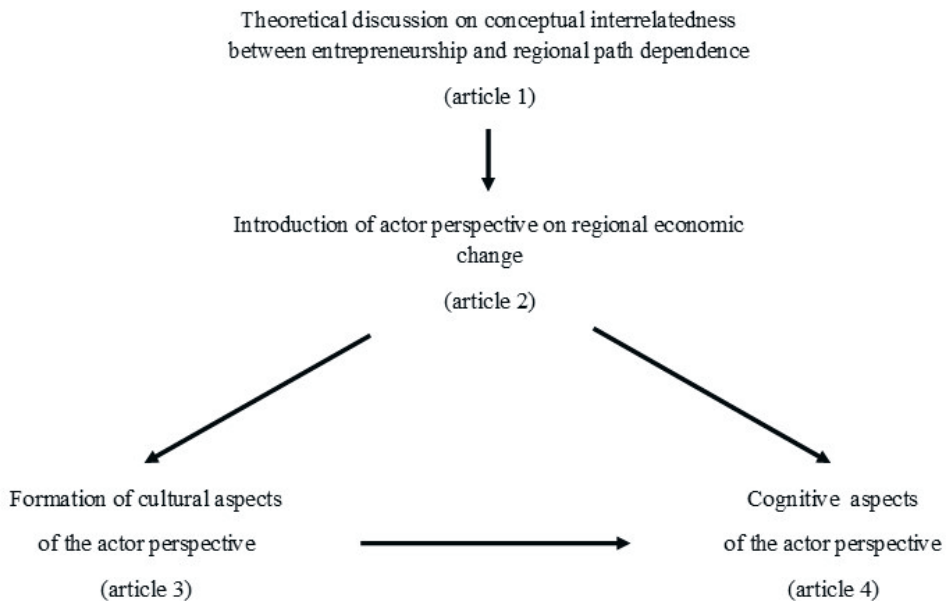 Theoretical discussion on conceptual interrelatedness
between entrepreneurship and regional path dependence
(article 1)
Introduction of actor perspective on regional economic
change
(article 2)
Formation of cultural aspects
of the actor perspective
(article 3)
Cognitive aspects
of the actor perspective
(article 4)